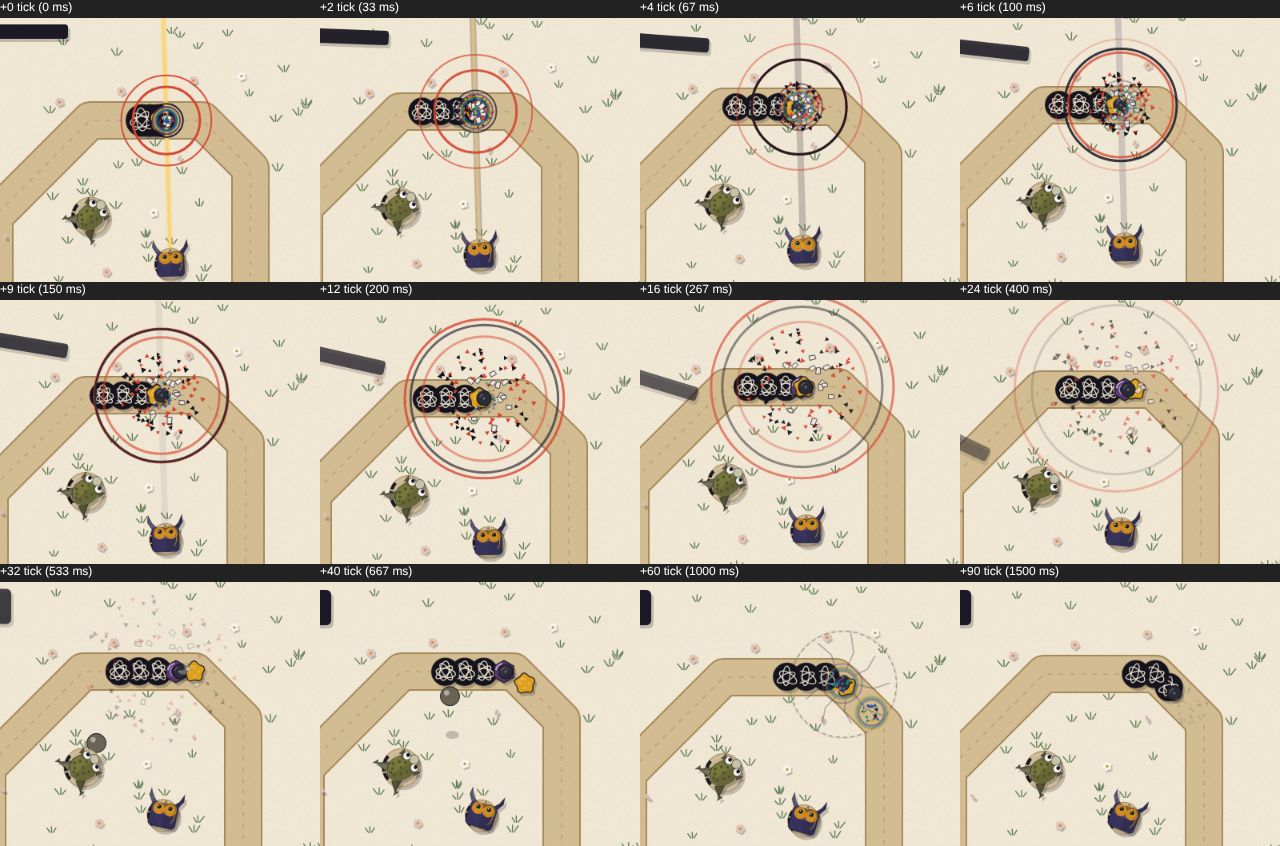 +0 tick (0 ms)
+2 tick (33 ms)
+4 tick (67 ms)
+6 tick (100 ms)
+9 tick (150 ms)
+12 tick (200 ms)
+16 tick (267 ms)
+24 tick (400 ms)
+32 tick (533 ms)
+40 tick (667 ms)
+60 tick (1000 ms)
+90 tick (1500 ms)